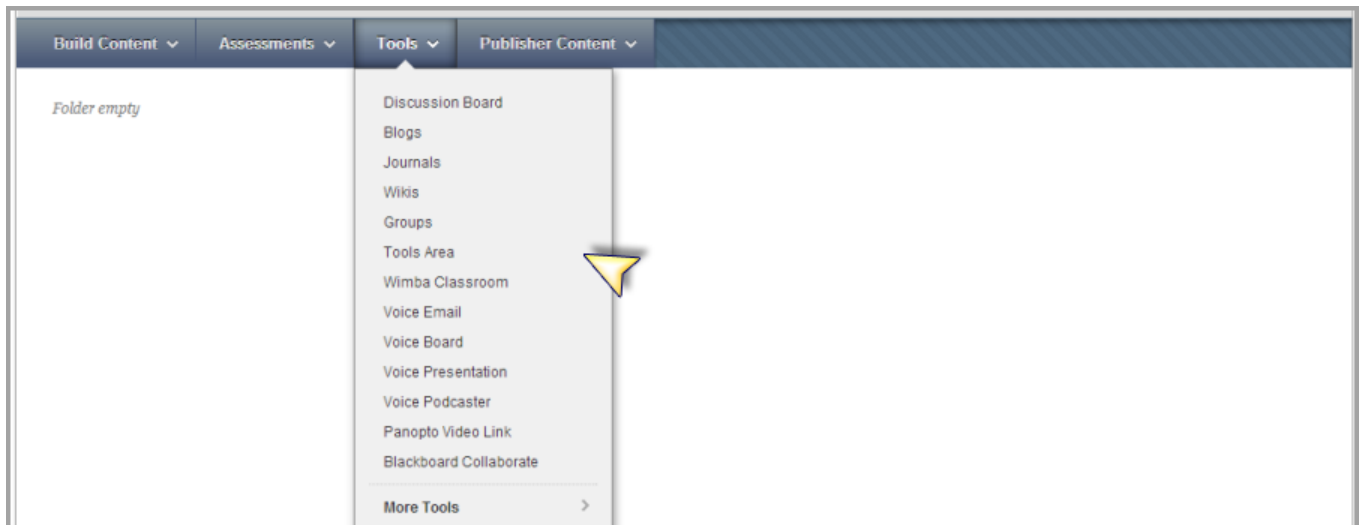 Build Content Assessments Tools Publisher Content
Folder empty
Discussion Board
Blogs
Journals
Wikis
Groups
Tools Area
Wimba Classroom
Voice Email
Voice Board
Voice Presentation
Voice Podcaster
Panopto Video Link
Blackboard Collaborate
More Tools